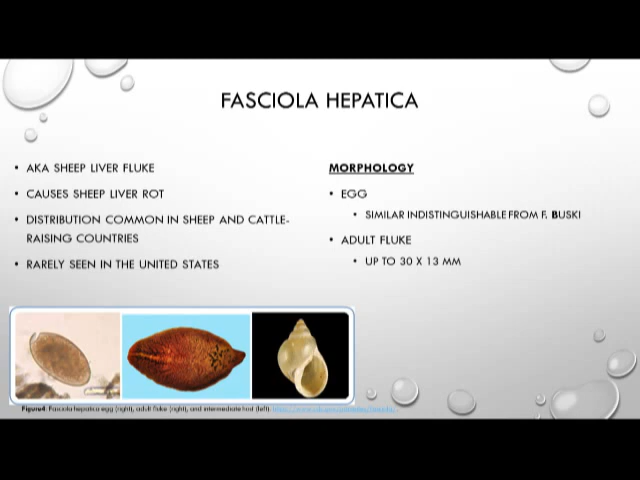 FASCIOLA HEPATICA
• AKA SHEEP LIVER FLUKE
• CAUSES SHEEP LIVER ROT
• DISTRIBUTION COMMON IN SHEEP AND CATTLE-
RAISING COUNTRIES
• RARELY SEEN IN THE UNITED STATES
MORPHOLOGY
• EGG
• SIMILAR INDISTINGUISHABLE FROM F. BUSKI
• ADULT FLUKE
• UP TO 30 X 13 MM
Figure4. Fasciola hepatica egg (right), adult fluke (right), and intermediate host (left).